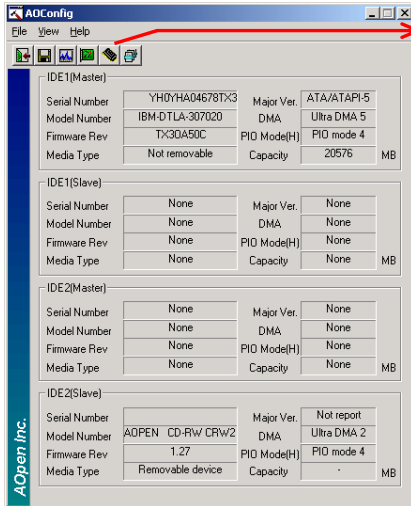 AOConfig
File View Help
IDE1(Master)
Serial Number YH0YHA04678TX3 Major Ver. ATA/ATAPI-5
Model Number IBM-DTLA-307020 DMA Ultra DMA 5
Firmware Rev TX3OA50C PIO Mode(H) PIO mode 4
Media Type Not removable Capacity 20576 MB
IDE1(Slave)
Serial Number None Major Ver. None
Model Number None DMA None
Firmware Rev None PIO Mode(H) None
Media Type None Capacity None MB
IDE2(Master)
Serial Number None Major Ver. None
Model Number None DMA None
Firmware Rev None PIO Mode(H) None
Media Type None Capacity None MB
IDE2(Slave)
Serial Number Major Ver. Not report
Model Number AOPEN CD-RW CRW2 DMA Ultra DMA 2
Firmware Rev 1.27 PIO Mode(H) PIO mode 4
Media Type Removable device Capacity - MB
AOpen Inc.